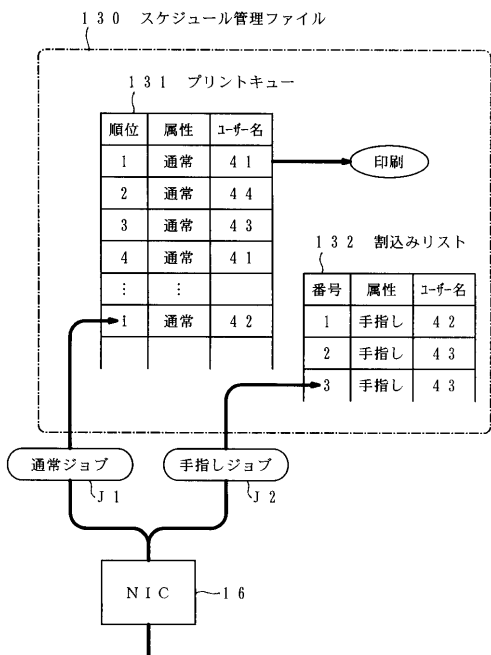 130 スケジュール管理ファイル
131 プリントキュー
順位 属性 ユーザー名
1 通常 41
2 通常 44
3 通常 43
4 通常 41
⋮ ⋮
i 通常 42
印刷
132 割込みリスト
番号 属性 ユーザー名
1 手指し 42
2 手指し 43
3 手指し 43
通常ジョブ
J1
手指しジョブ
J2
NIC
16